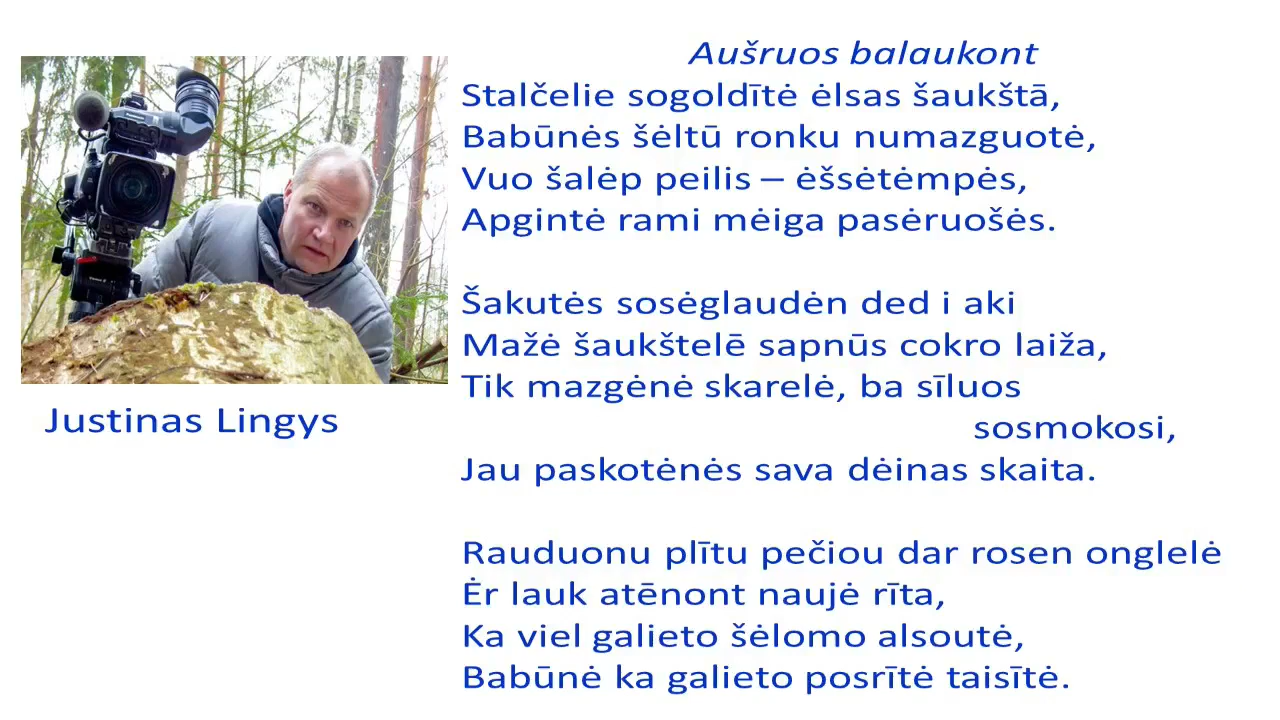 Aušruos balaukont
Stalčelie sogoldītė ėlsas šaukštā,
Babūnės šėltū ronku numazguotė,
Vuo šalėp peilis – ėšsėtėmpės,
Apgintė rami mėiga pasėruošės.
Šakutės sosėglaudėn ded i aki
Mažė šaukštelē sapnūs cokro laiža,
Tik mazgėnė skarelė, ba sīluos
sosmokosi,
Jau paskotėnės sava dėinas skaita.
Rauduonu plītu pečiou dar rosen onglelė
Ėr lauk atēnont naujė rīta,
Ka viel galieto šėlomo alsoutė,
Babūnė ka galieto posrītė taisītė.
Justinas Lingys